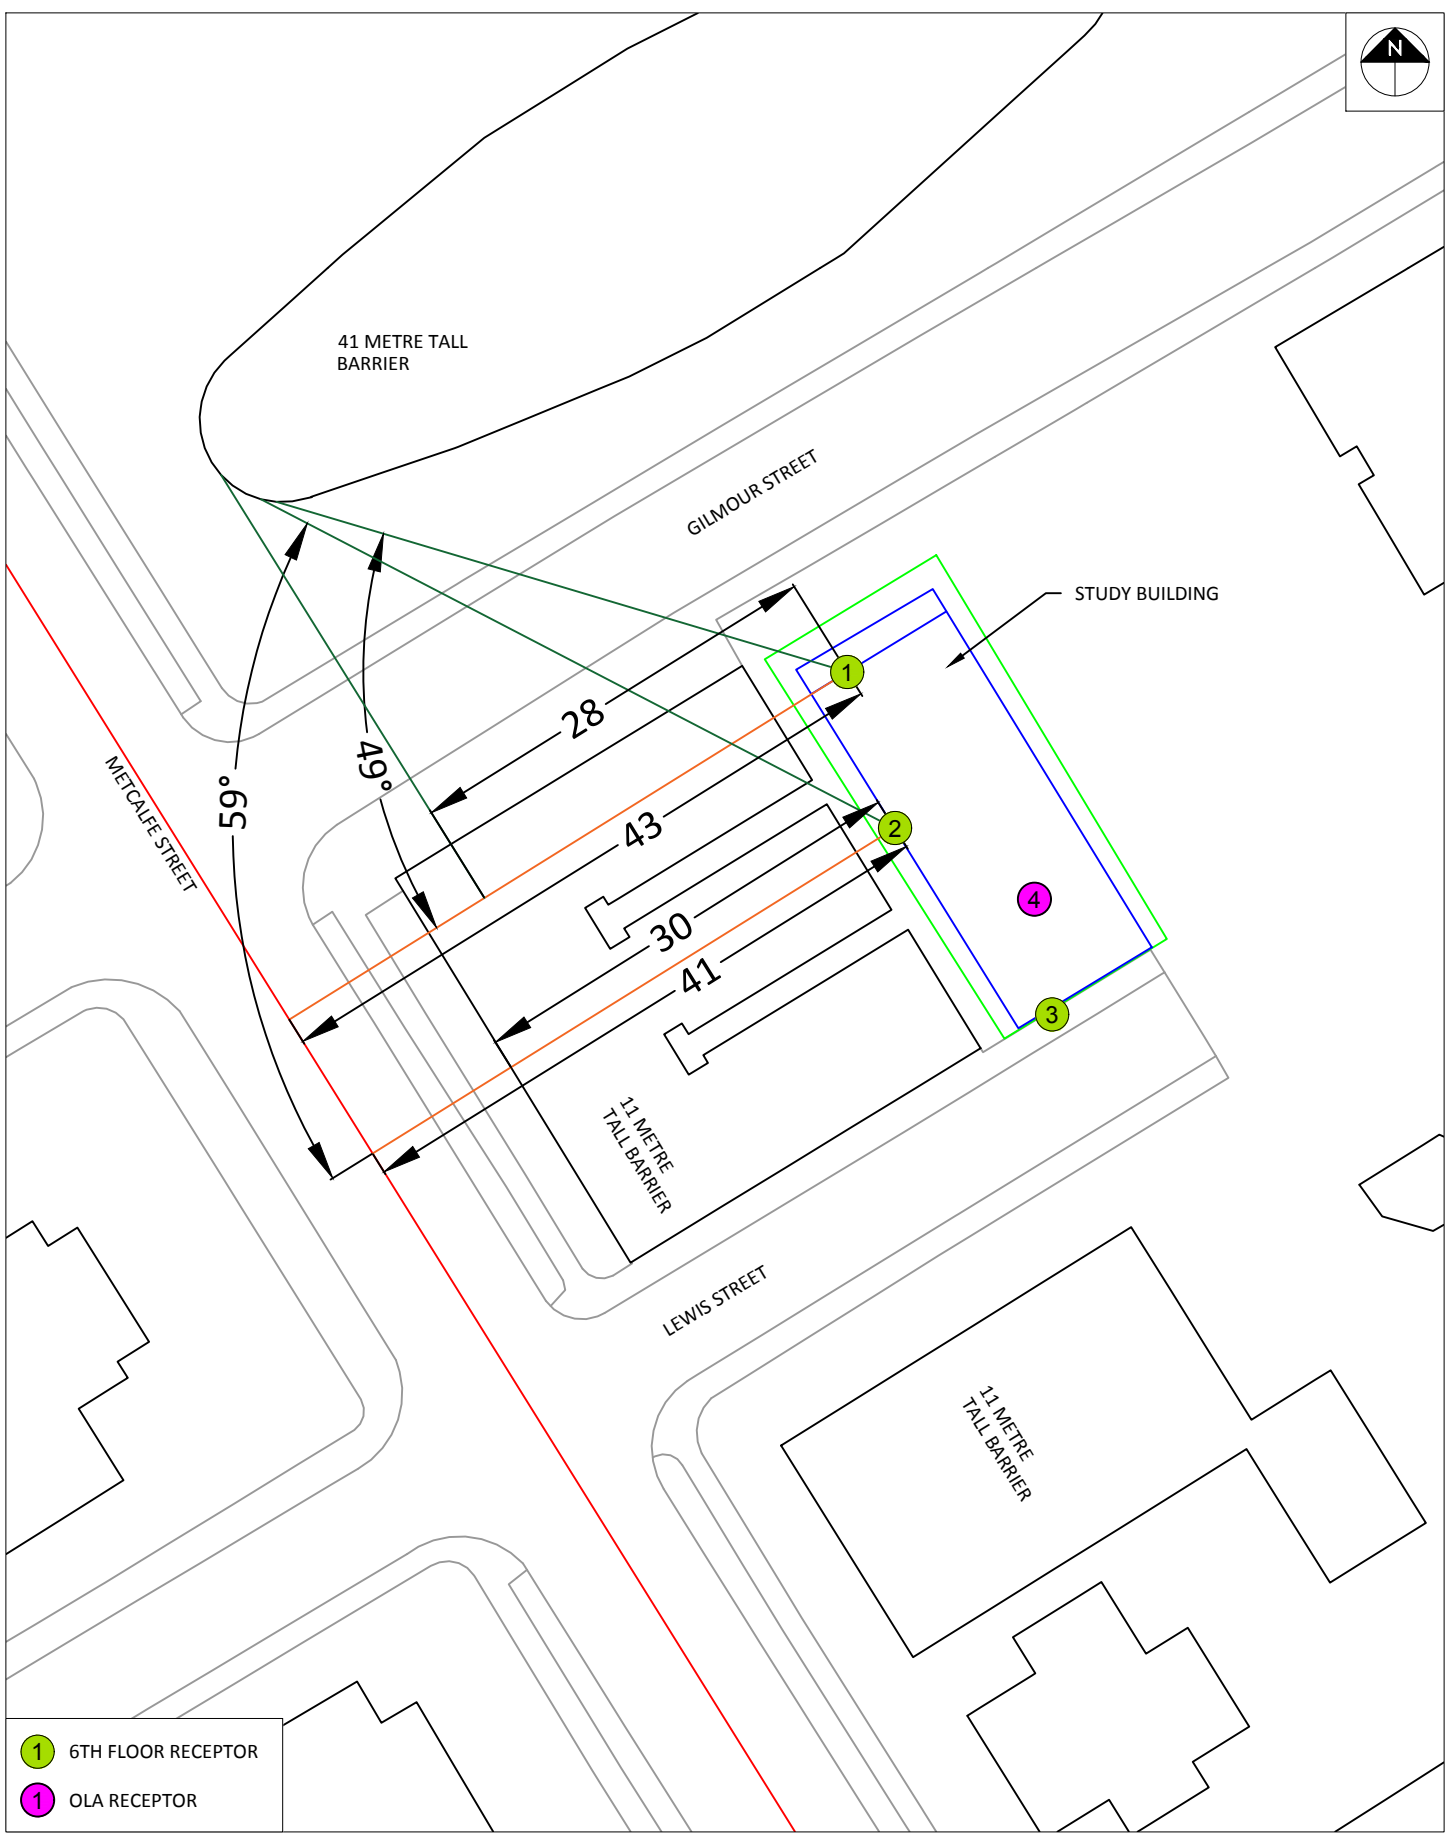 N
41 METRE TALL
BARRIER
GILMOUR STREET
STUDY BUILDING
1
28
49°
59°
METCALFE STREET
43
2
30
4
41
3
11 METRE
TALL BARRIER
LEWIS STREET
11 METRE
TALL BARRIER
1 6TH FLOOR RECEPTOR
1 OLA RECEPTOR